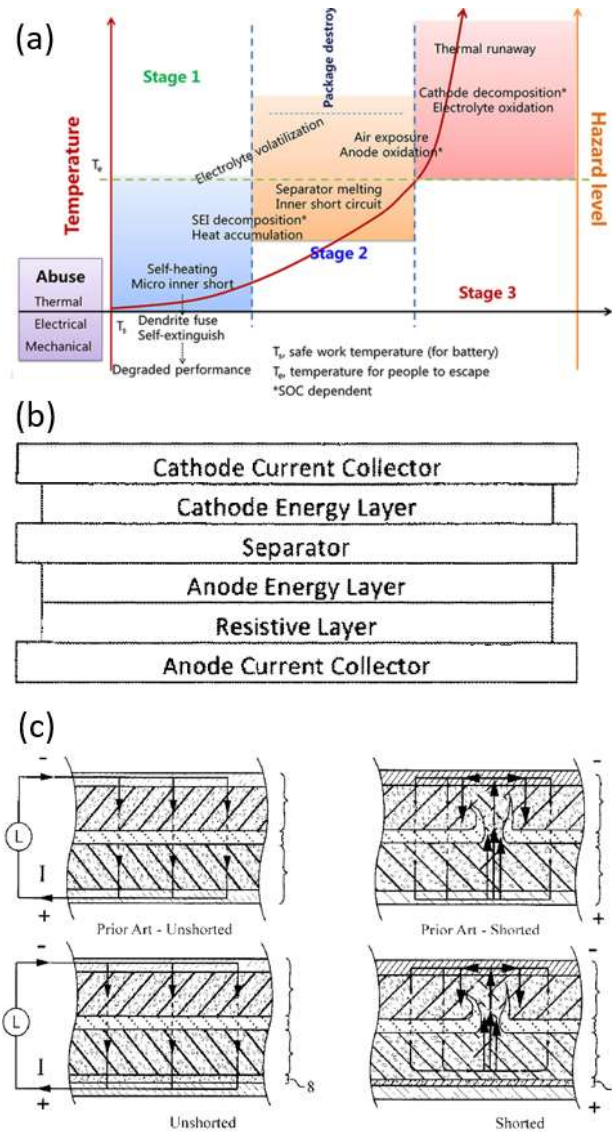 (a)
Stage 1
Package destroy
Thermal runaway
Cathode decomposition*
Electrolyte oxidation
Temperature
Hazard level
Electrolyte volatilization
Air exposure
Anode oxidation*
Tₑ
Separator melting
Inner short circuit
SEI decomposition*
Heat accumulation
Stage 2
Abuse
Thermal
Electrical
Mechanical
Self-heating
Micro inner short
Stage 3
Tₛ
Dendrite fuse
Self-extinguish
Degraded performance
Tₛ, safe work temperature (for battery)
Tₑ, temperature for people to escape
*SOC dependent
(b)
Cathode Current Collector
Cathode Energy Layer
Separator
Anode Energy Layer
Resistive Layer
Anode Current Collector
(c)
-
L
I
+
Prior Art - Unshorted
-
+
Prior Art - Shorted
-
L
I
+
8
Unshorted
-
+
Shorted